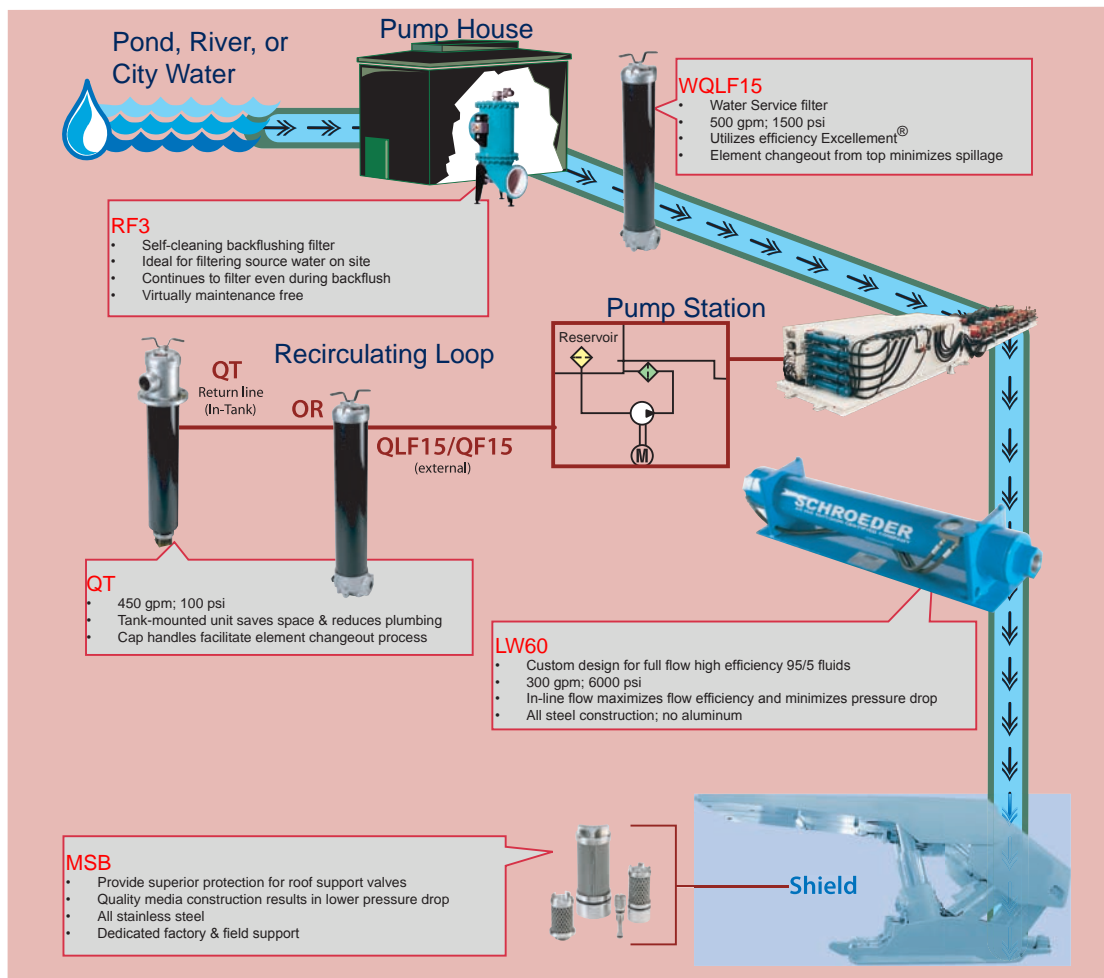 Pond, River, or
City Water
Pump House
WQLF15
• Water Service filter
• 500 gpm; 1500 psi
• Utilizes efficiency Excellement®
• Element changeout from top minimizes spillage
RF3
• Self-cleaning backflushing filter
• Ideal for filtering source water on site
• Continues to filter even during backflush
• Virtually maintenance free
Pump Station
Reservoir
M
Recirculating Loop
QT
Return line
(In-Tank)
OR
QLF15/QF15
(external)
SCHROEDER
QT
• 450 gpm; 100 psi
• Tank-mounted unit saves space & reduces plumbing
• Cap handles facilitate element changeout process
LW60
• Custom design for full flow high efficiency 95/5 fluids
• 300 gpm; 6000 psi
• In-line flow maximizes flow efficiency and minimizes pressure drop
• All steel construction; no aluminum
MSB
• Provide superior protection for roof support valves
• Quality media construction results in lower pressure drop
• All stainless steel
• Dedicated factory & field support
Shield